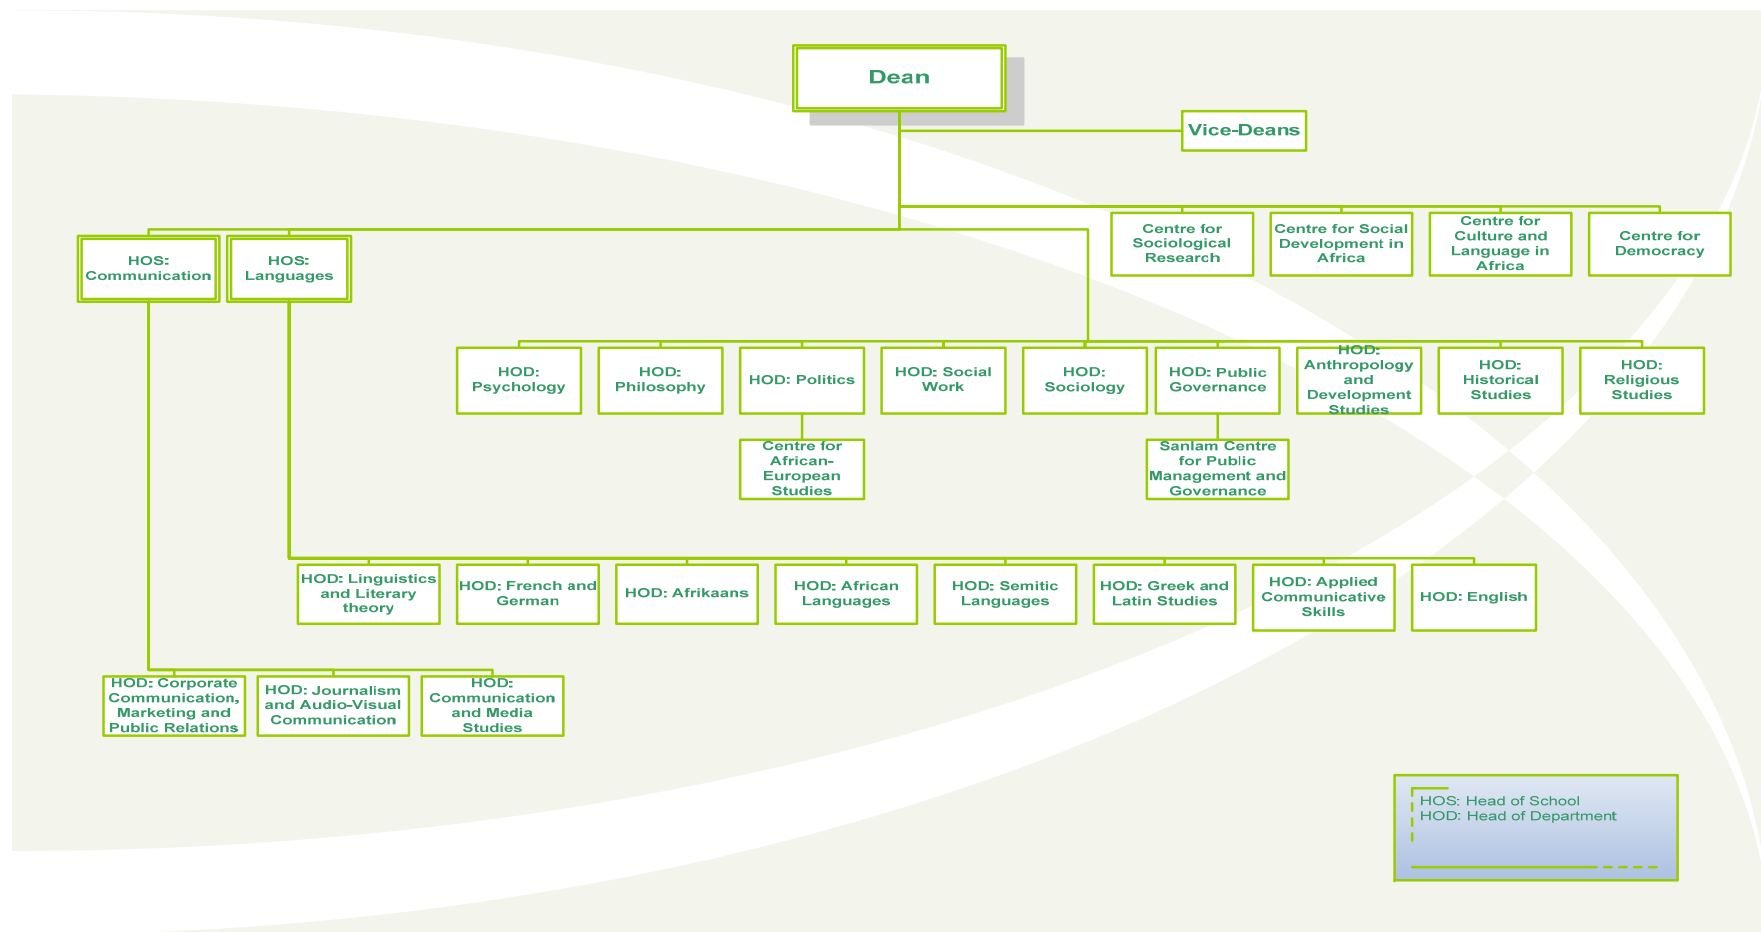 Dean
Vice-Deans
Centre for
Sociological
Research
Centre for Social
Development in
Africa
Centre for
Culture and
Language in
Africa
Centre for
Democracy
HOS:
Communication
HOS:
Languages
HOD:
Psychology
HOD:
Philosophy
HOD: Politics
HOD: Social
Work
HOD:
Sociology
HOD: Public
Governance
HOD:
Anthropology
and
Development
Studies
HOD:
Historical
Studies
HOD:
Religious
Studies
Centre for
African-
European
Studies
Sanlam Centre
for Public
Management and
Governance
HOD: Linguistics
and Literary
theory
HOD: French and
German
HOD: Afrikaans
HOD: African
Languages
HOD: Semitic
Languages
HOD: Greek and
Latin Studies
HOD: Applied
Communicative
Skills
HOD: English
HOD: Corporate
Communication,
Marketing and
Public Relations
HOD: Journalism
and Audio-Visual
Communication
HOD:
Communication
and Media
Studies
HOS: Head of School
HOD: Head of Department